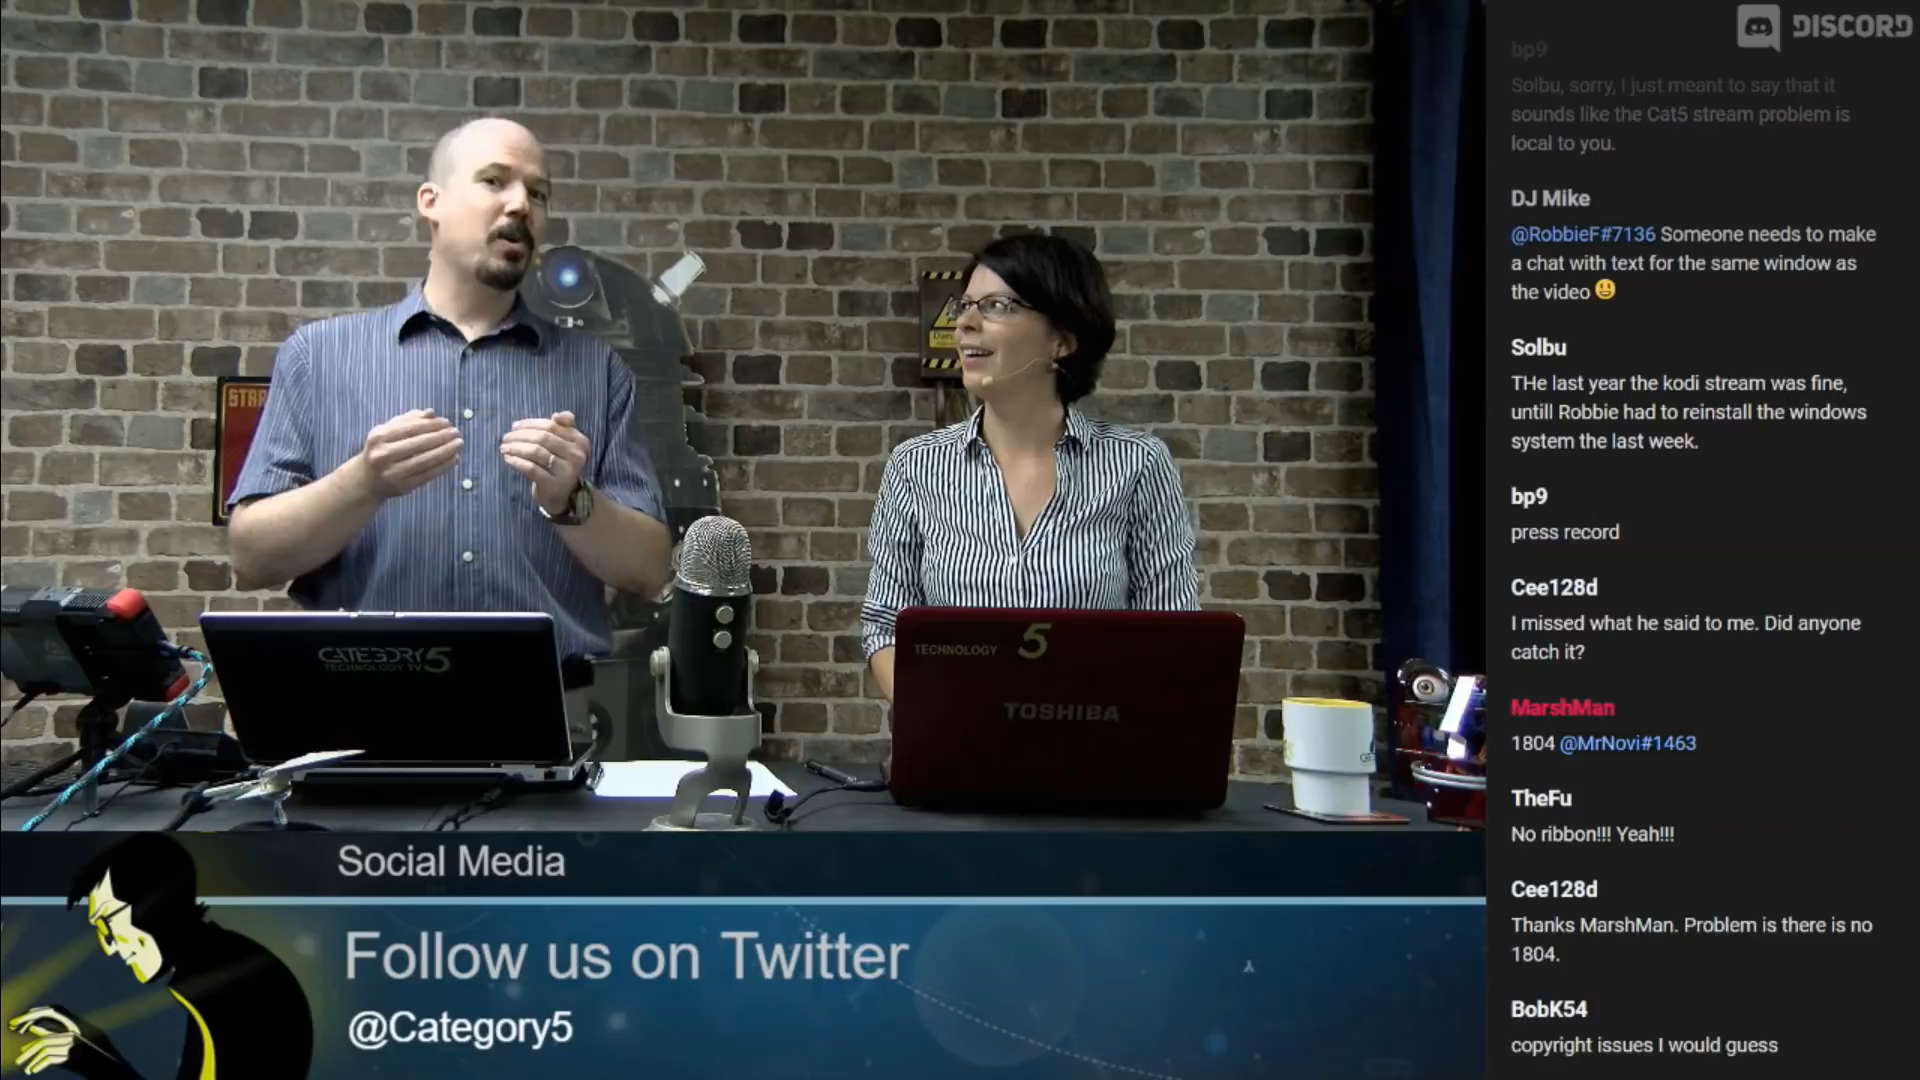 DISCORD
bp9
Solbu, sorry, I just meant to say that it
sounds like the Cat5 stream problem is
local to you.
DJ Mike
@RobbieF#7136 Someone needs to make
a chat with text for the same window as
the video
Solbu
THe last year the kodi stream was fine,
untill Robbie had to reinstall the windows
system the last week.
bp9
press record
Cee128d
I missed what he said to me. Did anyone
catch it?
MarshMan
1804 @MrNovi#1463
TheFu
No ribbon!!! Yeah!!!
Cee128d
Thanks MarshMan. Problem is there is no
1804.
BobK54
copyright issues I would guess
CATEGORY5
TECHNOLOGY TV
TECHNOLOGY 5
TOSHIBA
Social Media
Follow us on Twitter
@Category5